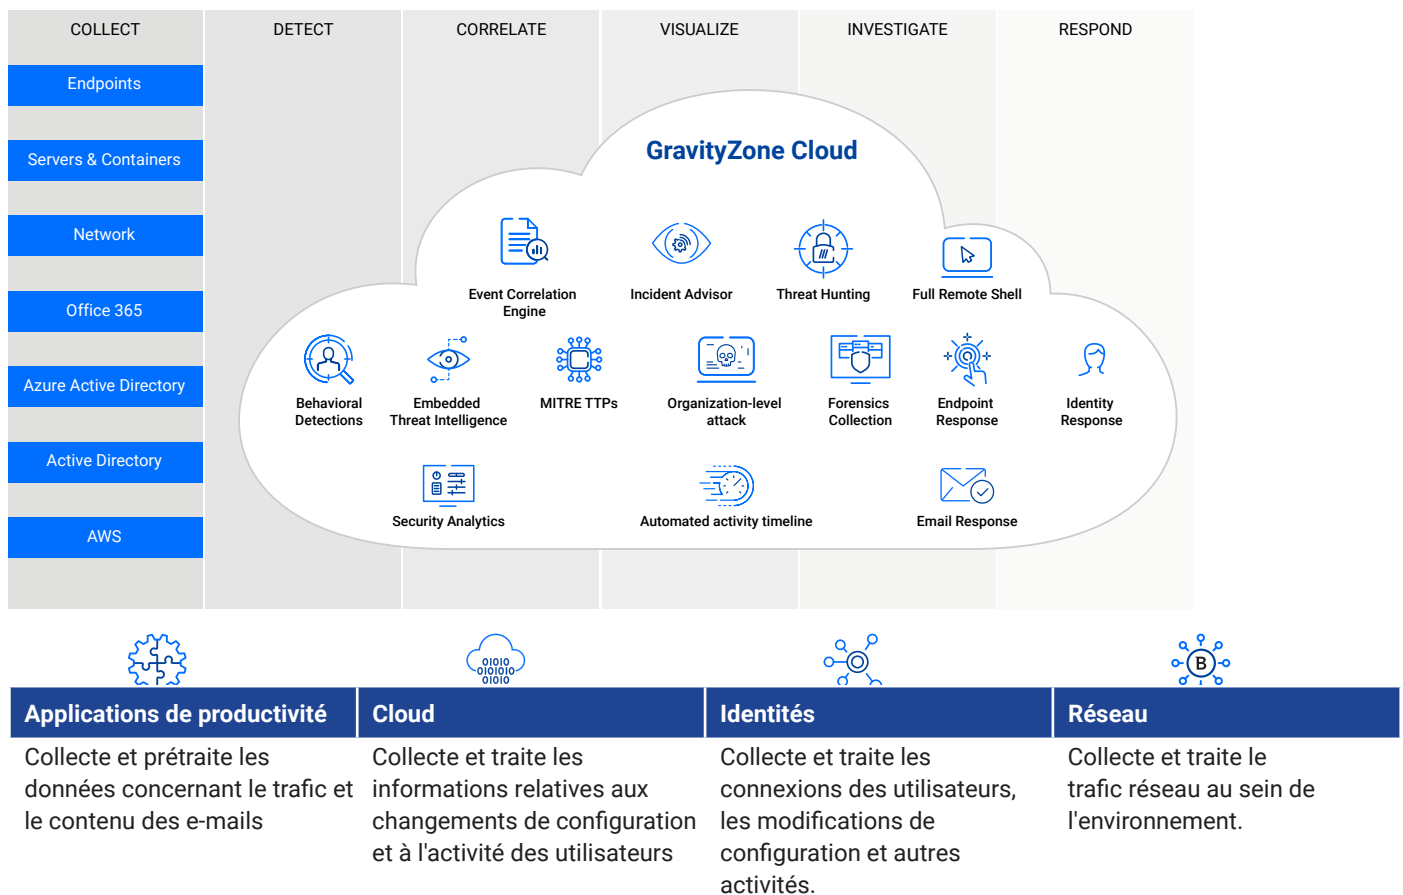 COLLECT DETECT CORRELATE VISUALIZE INVESTIGATE RESPOND
Endpoints
Servers & Containers
Network
Office 365
Azure Active Directory
Active Directory
AWS
GravityZone Cloud
Event Correlation
Engine
Incident Advisor
Threat Hunting
Full Remote Shell
Behavioral
Detections
Embedded
Threat Intelligence
MITRE TTPs
Organization-level
attack
Forensics
Collection
Endpoint
Response
Identity
Response
Security Analytics
Automated activity timeline
Email Response
01010
0101010
01010
B
Applications de productivité
Collecte et prétraite les
données concernant le trafic et
le contenu des e-mails
Cloud
Collecte et traite les
informations relatives aux
changements de configuration
et à l'activité des utilisateurs
Identités
Collecte et traite les
connexions des utilisateurs,
les modifications de
configuration et autres
activités.
Réseau
Collecte et traite le
trafic réseau au sein de
l'environnement.